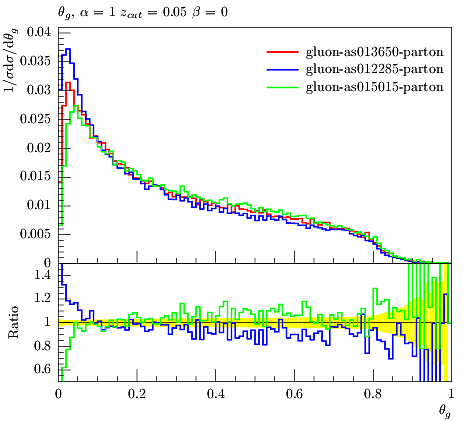 θg, α = 1 zcut = 0.05 β = 0
1/σdσ/dθg
0.04
0.035
0.03
0.025
0.02
0.015
0.01
0.005
0
gluon-as013650-parton
gluon-as012285-parton
gluon-as015015-parton
Ratio
1.4
1.2
1
0.8
0.6
0 0.2 0.4 0.6 0.8 1
θg